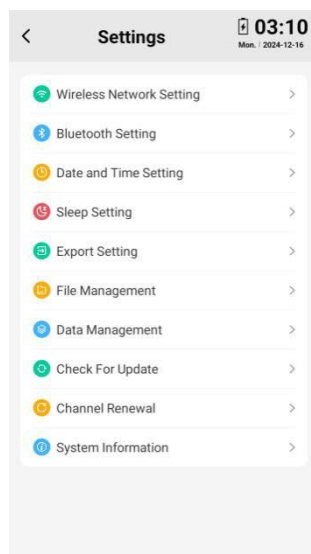 Settings
03:10
Mon. 2024-12-16
Wireless Network Setting
Bluetooth Setting
Date and Time Setting
Sleep Setting
Export Setting
File Management
Data Management
Check For Update
Channel Renewal
System Information